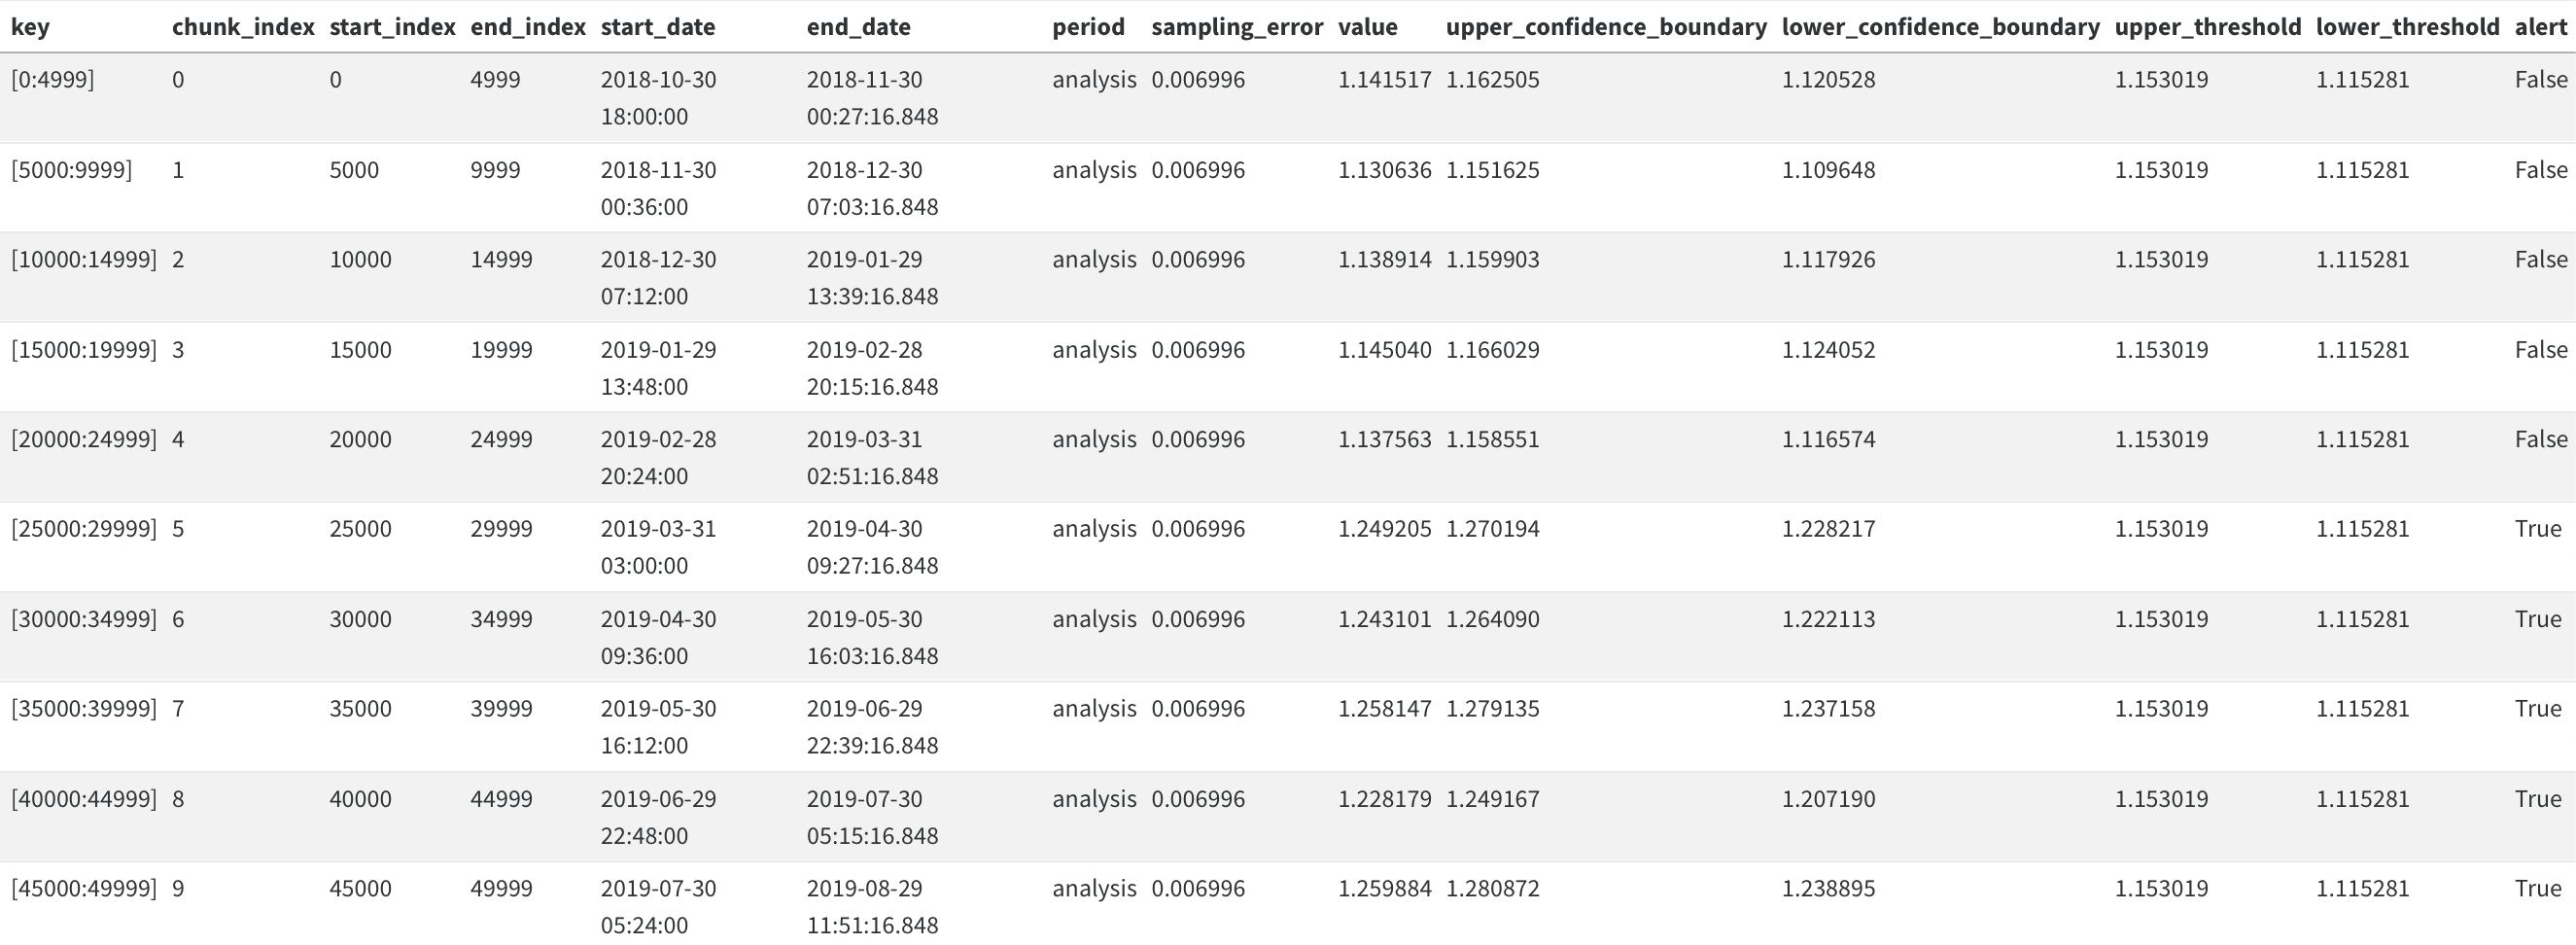 key chunk_index start_index end_index start_date end_date period sampling_error value upper_confidence_boundary lower_confidence_boundary upper_threshold lower_threshold alert
[0:4999] 0 0 4999 2018-10-30 2018-11-30 analysis 0.006996 1.141517 1.162505 1.120528 1.153019 1.115281 False
18:00:00 00:27:16.848
[5000:9999] 1 5000 9999 2018-11-30 2018-12-30 analysis 0.006996 1.130636 1.151625 1.109648 1.153019 1.115281 False
00:36:00 07:03:16.848
[10000:14999] 2 10000 14999 2018-12-30 2019-01-29 analysis 0.006996 1.138914 1.159903 1.117926 1.153019 1.115281 False
07:12:00 13:39:16.848
[15000:19999] 3 15000 19999 2019-01-29 2019-02-28 analysis 0.006996 1.145040 1.166029 1.124052 1.153019 1.115281 False
13:48:00 20:15:16.848
[20000:24999] 4 20000 24999 2019-02-28 2019-03-31 analysis 0.006996 1.137563 1.158551 1.116574 1.153019 1.115281 False
20:24:00 02:51:16.848
[25000:29999] 5 25000 29999 2019-03-31 2019-04-30 analysis 0.006996 1.249205 1.270194 1.228217 1.153019 1.115281 True
03:00:00 09:27:16.848
[30000:34999] 6 30000 34999 2019-04-30 2019-05-30 analysis 0.006996 1.243101 1.264090 1.222113 1.153019 1.115281 True
09:36:00 16:03:16.848
[35000:39999] 7 35000 39999 2019-05-30 2019-06-29 analysis 0.006996 1.258147 1.279135 1.237158 1.153019 1.115281 True
16:12:00 22:39:16.848
[40000:44999] 8 40000 44999 2019-06-29 2019-07-30 analysis 0.006996 1.228179 1.249167 1.207190 1.153019 1.115281 True
22:48:00 05:15:16.848
[45000:49999] 9 45000 49999 2019-07-30 2019-08-29 analysis 0.006996 1.259884 1.280872 1.238895 1.153019 1.115281 True
05:24:00 11:51:16.848